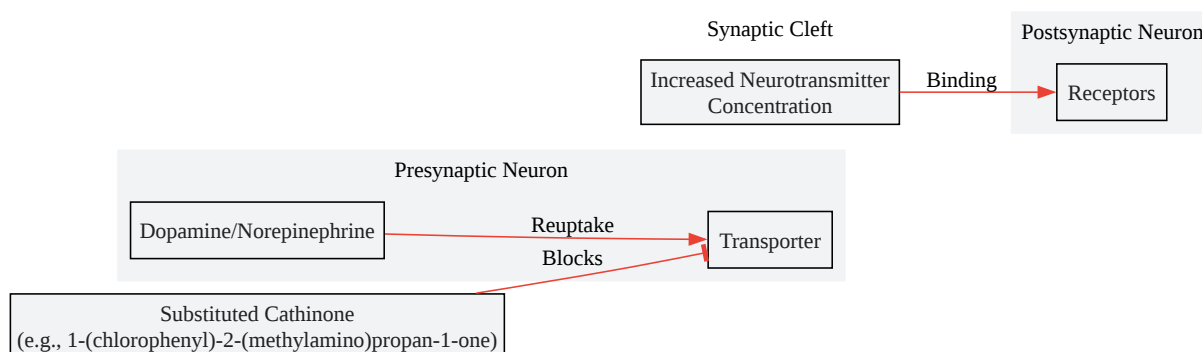 Synaptic Cleft
Postsynaptic Neuron
Increased Neurotransmitter
Concentration
Binding
Receptors
Presynaptic Neuron
Dopamine/Norepinephrine
Reuptake
Transporter
Blocks
Substituted Cathinone
(e.g., 1-(chlorophenyl)-2-(methylamino)propan-1-one)